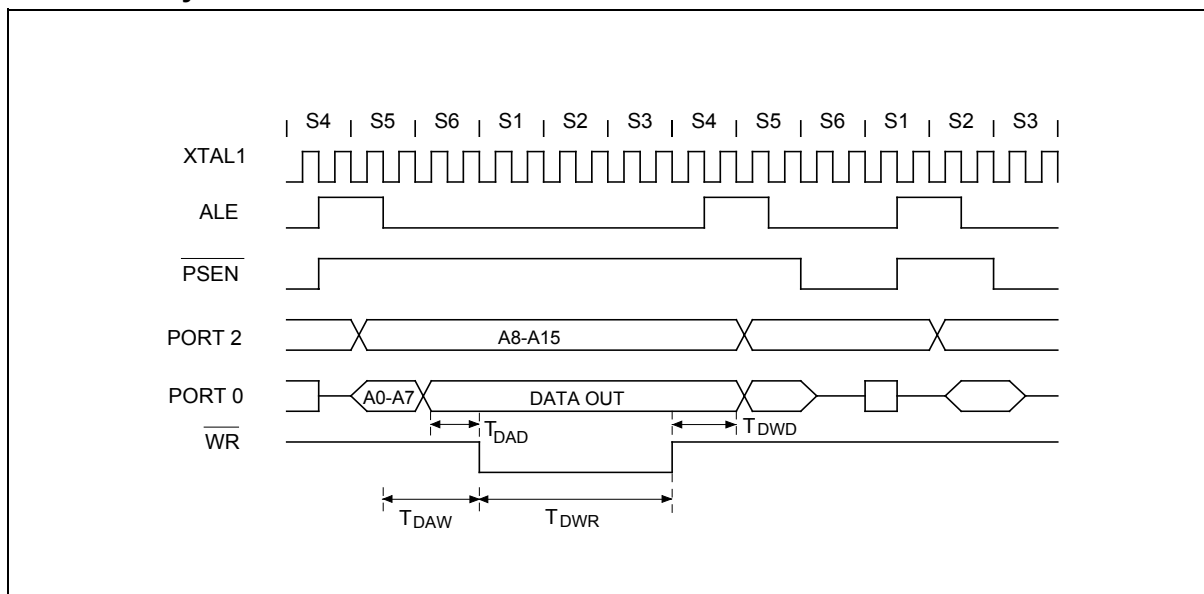 | S4 | S5 | S6 | S1 | S2 | S3 | S4 | S5 | S6 | S1 | S2 | S3 |
XTAL1
ALE
PSEN
PORT 2 A8-A15
PORT 0 A0-A7 DATA OUT
TDAD TDWD
WR
TDAW TDWR